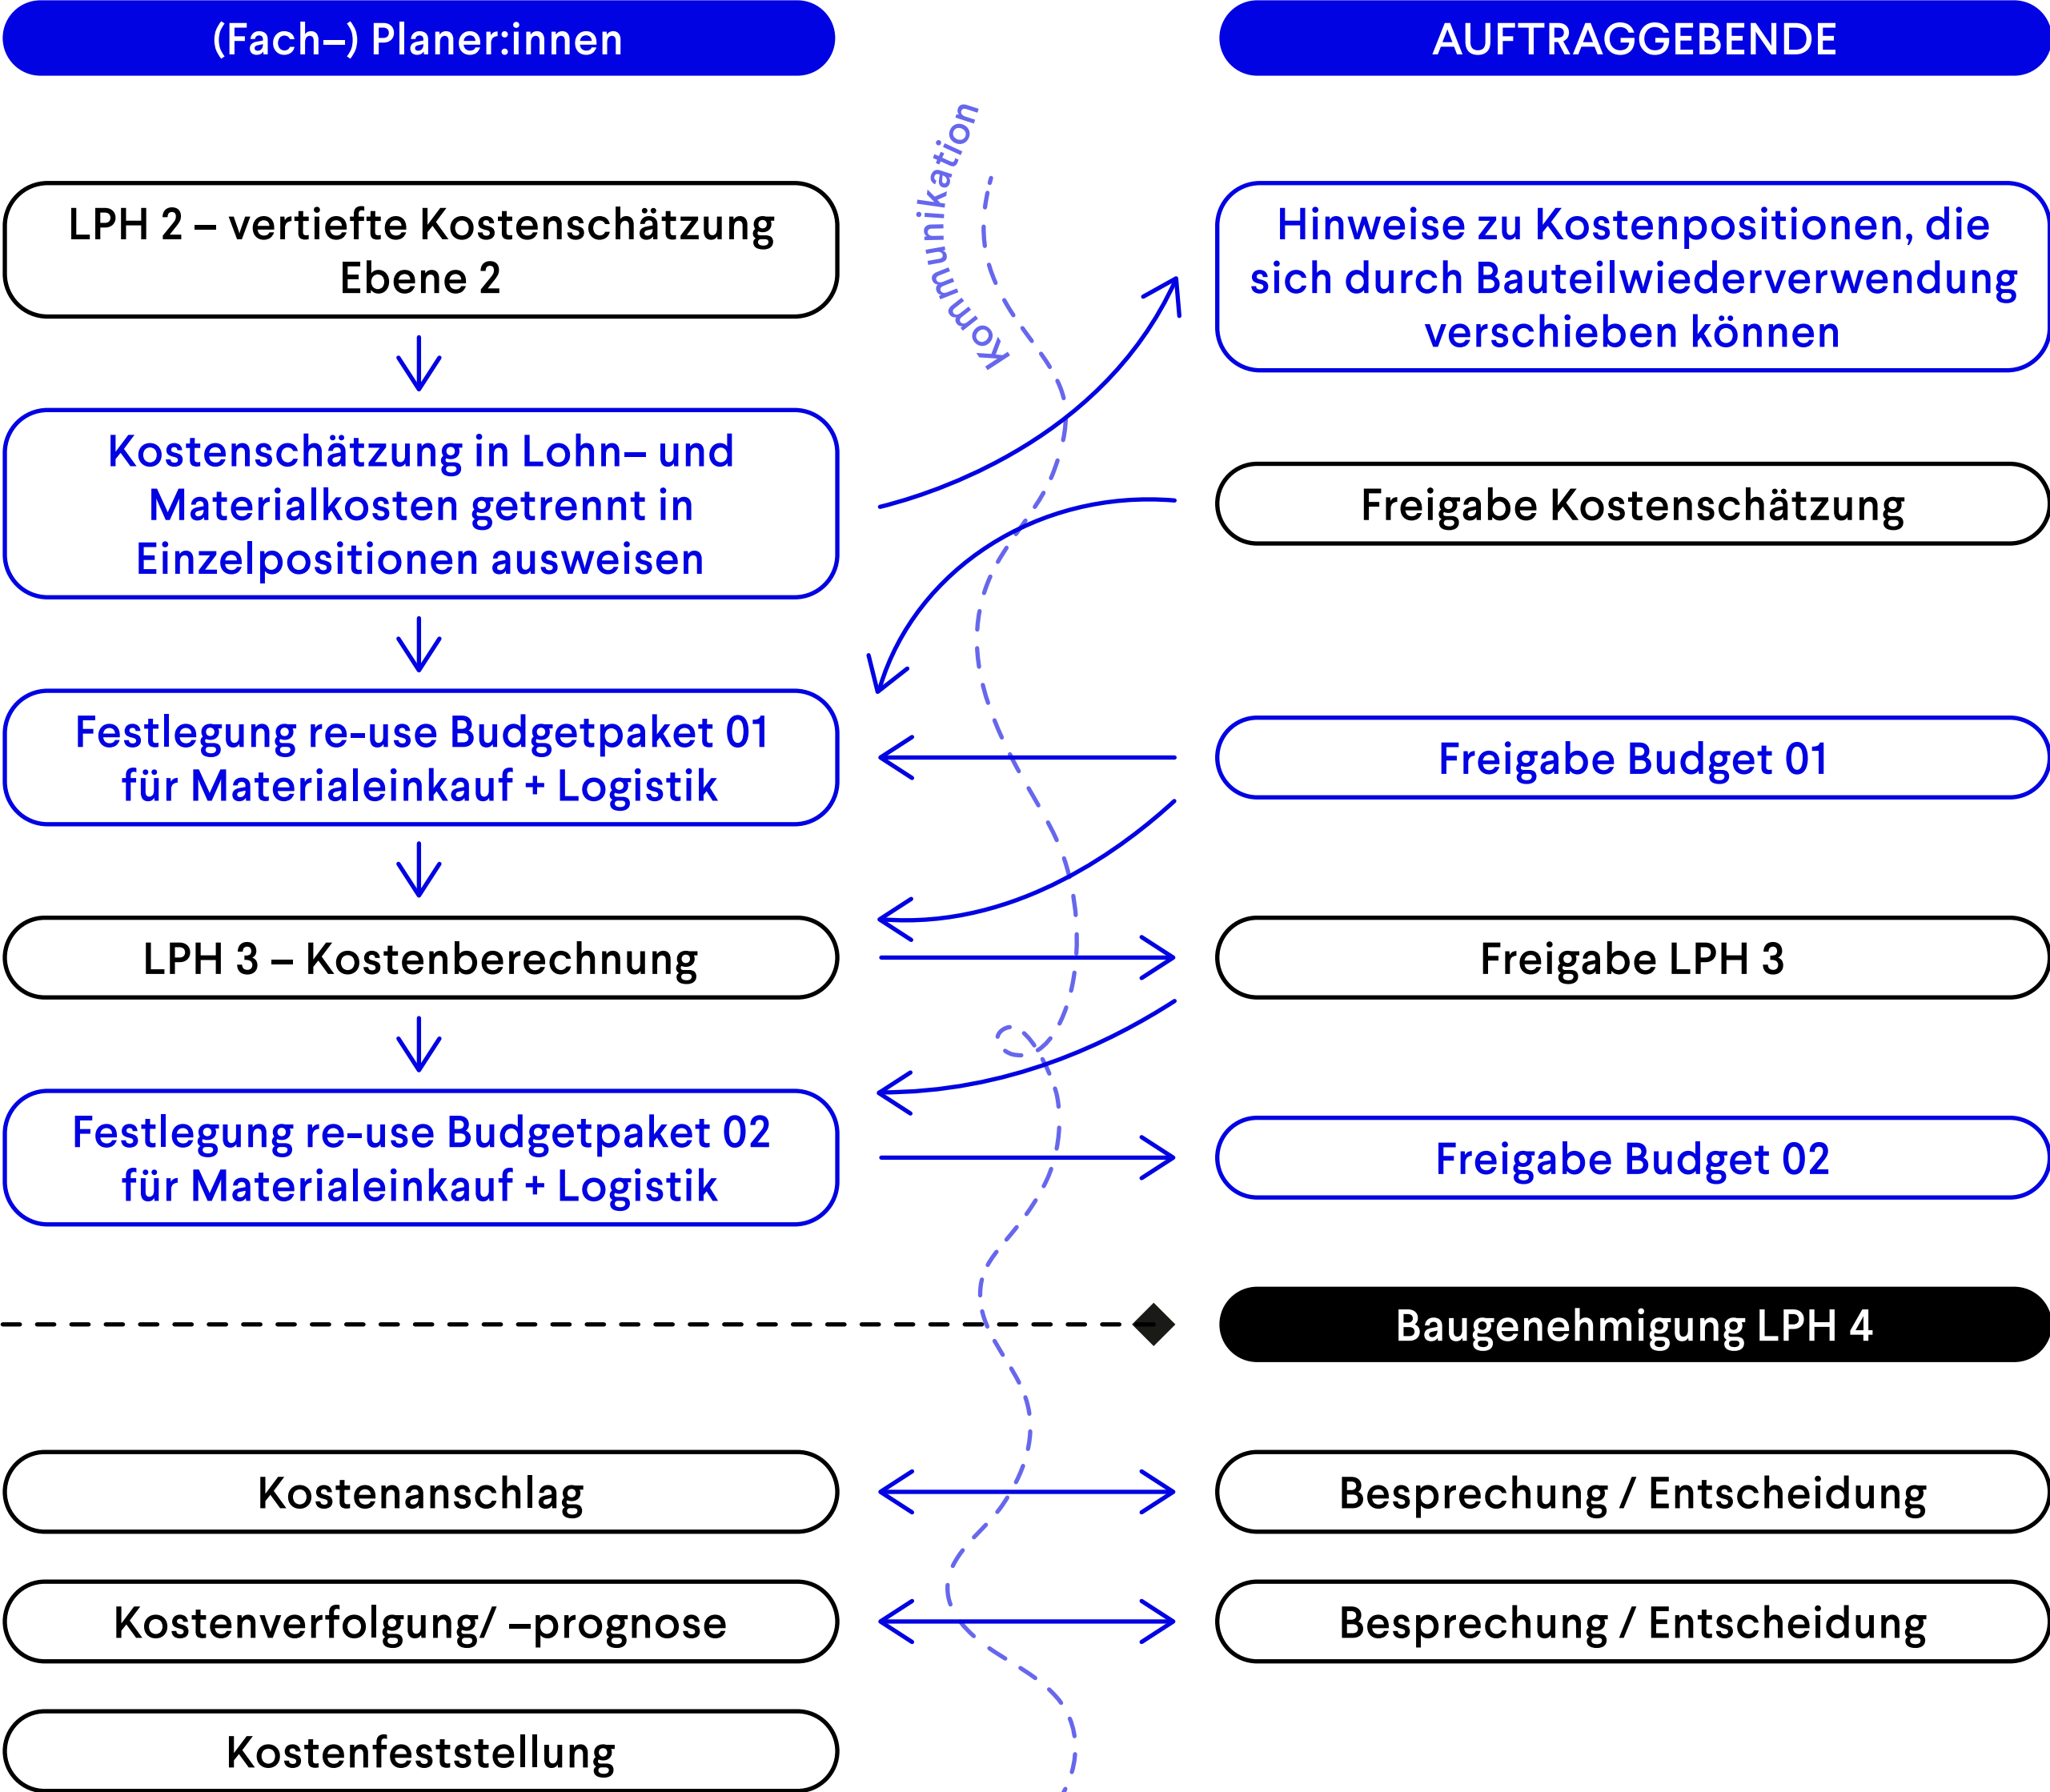 (Fach–) Planer:innen
AUFTRAGGEBENDE
Kommunikation
LPH 2 – vertiefte Kostenschätzung
Ebene 2
Hinweise zu Kostenpositionen, die
sich durch Bauteilwiederverwendung
verschieben können
Kostenschätzung in Lohn– und
Materialkosten getrennt in
Einzelpositionen ausweisen
Freigabe Kostenschätzung
Festlegung re-use Budgetpaket 01
für Materialeinkauf + Logistik
Freigabe Budget 01
LPH 3 – Kostenberechnung
Freigabe LPH 3
Festlegung re-use Budgetpaket 02
für Materialeinkauf + Logistik
Freigabe Budget 02
Baugenehmigung LPH 4
Kostenanschlag
Besprechung / Entscheidung
Kostenverfolgung/ –prognose
Besprechung / Entscheidung
Kostenfeststellung